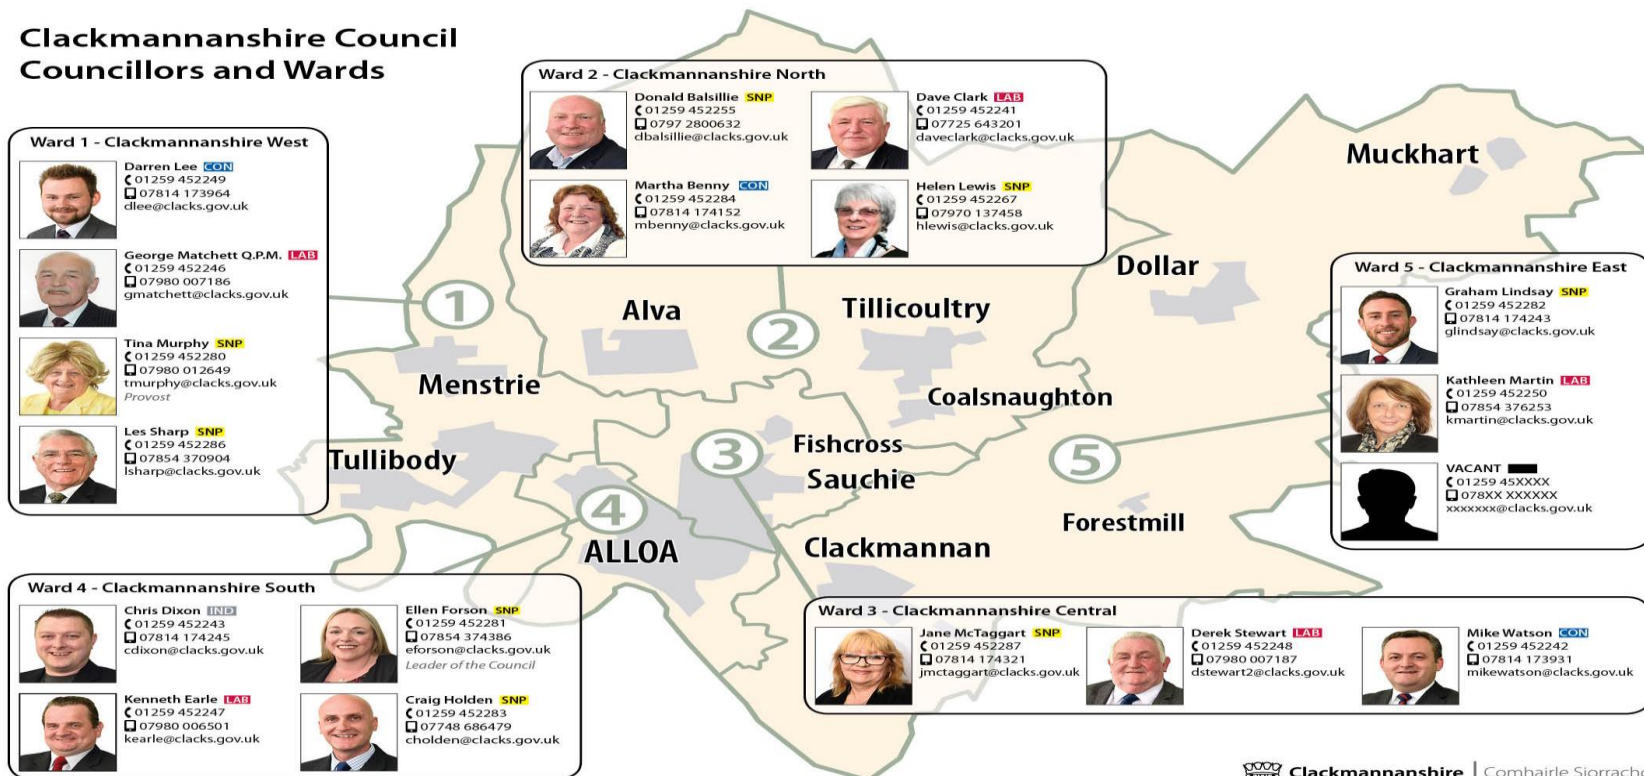 Clackmannanshire Council
Councillors and Wards
Ward 1 - Clackmannanshire West
Darren Lee CON
01259 452249
07814 173964
dlee@clacks.gov.uk
George Matchett Q.P.M. LAB
01259 452246
07980 007186
gmatchett@clacks.gov.uk
Tina Murphy SNP
01259 452280
07980 012649
tmurphy@clacks.gov.uk
Provost
Les Sharp SNP
01259 452286
07854 370904
lsharp@clacks.gov.uk
Ward 2 - Clackmannanshire North
Donald Balsillie SNP
01259 452255
0797 2800632
dbalsillie@clacks.gov.uk
Dave Clark LAB
01259 452241
07725 643201
daveclark@clacks.gov.uk
Martha Benny CON
01259 452284
07814 174152
mbenny@clacks.gov.uk
Helen Lewis SNP
01259 452267
07970 137458
hlewis@clacks.gov.uk
Muckhart
Dollar
Tillicoultry
Alva
1
2
Menstrie
Coalsnaughton
Fishcross
Sauchie
Tullibody
3
5
4
ALLOA
Clackmannan
Forestmill
Ward 5 - Clackmannanshire East
Graham Lindsay SNP
01259 452282
07814 174243
glindsay@clacks.gov.uk
Kathleen Martin LAB
01259 452250
07854 376253
kmartin@clacks.gov.uk
VACANT
01259 45XXXX
078XX XXXXXX
xxxxxxx@clacks.gov.uk
Ward 4 - Clackmannanshire South
Chris Dixon IND
01259 452243
07814 174245
cdixon@clacks.gov.uk
Ellen Forson SNP
01259 452281
07854 374386
eforson@clacks.gov.uk
Leader of the Council
Kenneth Earle LAB
01259 452247
07980 006501
kearle@clacks.gov.uk
Craig Holden SNP
01259 452283
07748 686479
cholden@clacks.gov.uk
Ward 3 - Clackmannanshire Central
Jane McTaggart SNP
01259 452287
07814 174321
jmctaggart@clacks.gov.uk
Derek Stewart LAB
01259 452248
07980 007187
dstewart2@clacks.gov.uk
Mike Watson CON
01259 452242
07814 173931
mikewatson@clacks.gov.uk
Clackmannanshire
Comhairle